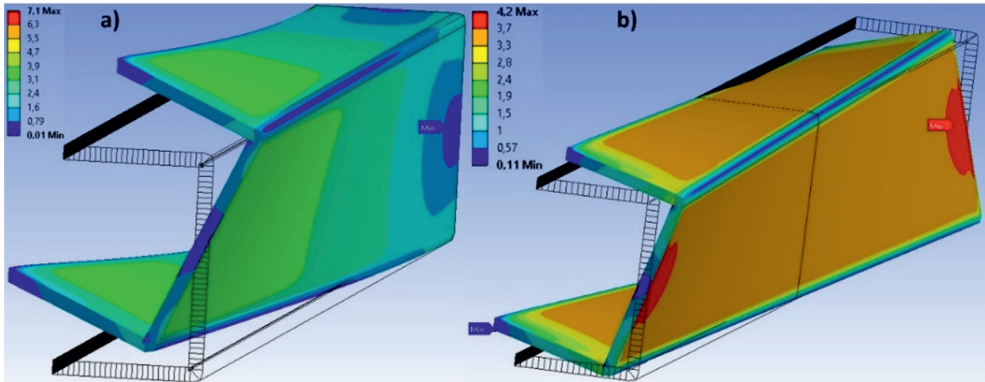 7,1 Max
6,3
5,5
4,7
3,9
3,1
2,4
1,6
0,79
0,01 Min
a)
Min
4,2 Max
3,7
3,3
2,8
2,4
1,9
1,5
1
0,57
0,11 Min
b)
Max
Min